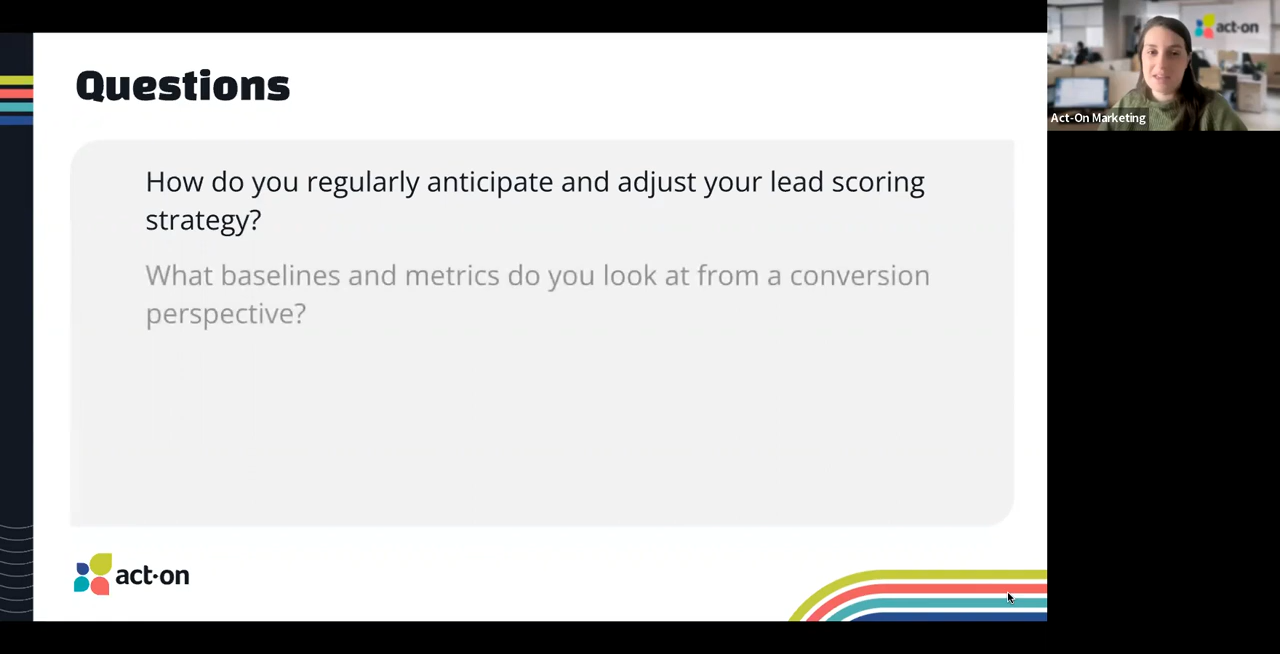 Questions
How do you regularly anticipate and adjust your lead scoring
strategy?
What baselines and metrics do you look at from a conversion
perspective?
act-on
act-on
Act-On Marketing